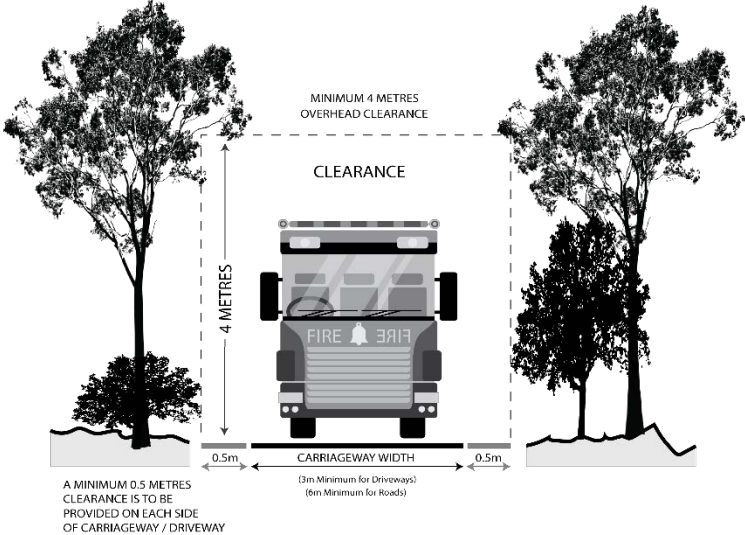 MINIMUM 4 METRES
OVERHEAD CLEARANCE
CLEARANCE
4 METRES
FIRE FIRE
0.5m CARRIAGEWAY WIDTH 0.5m
(3m Minimum for Driveways)
(6m Minimum for Roads)
A MINIMUM 0.5 METRES
CLEARANCE IS TO BE
PROVIDED ON EACH SIDE
OF CARRIAGEWAY / DRIVEWAY